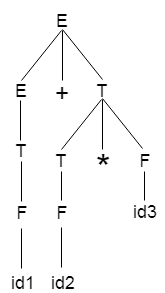 E
E + T
T T * F
F F id3
id1 id2